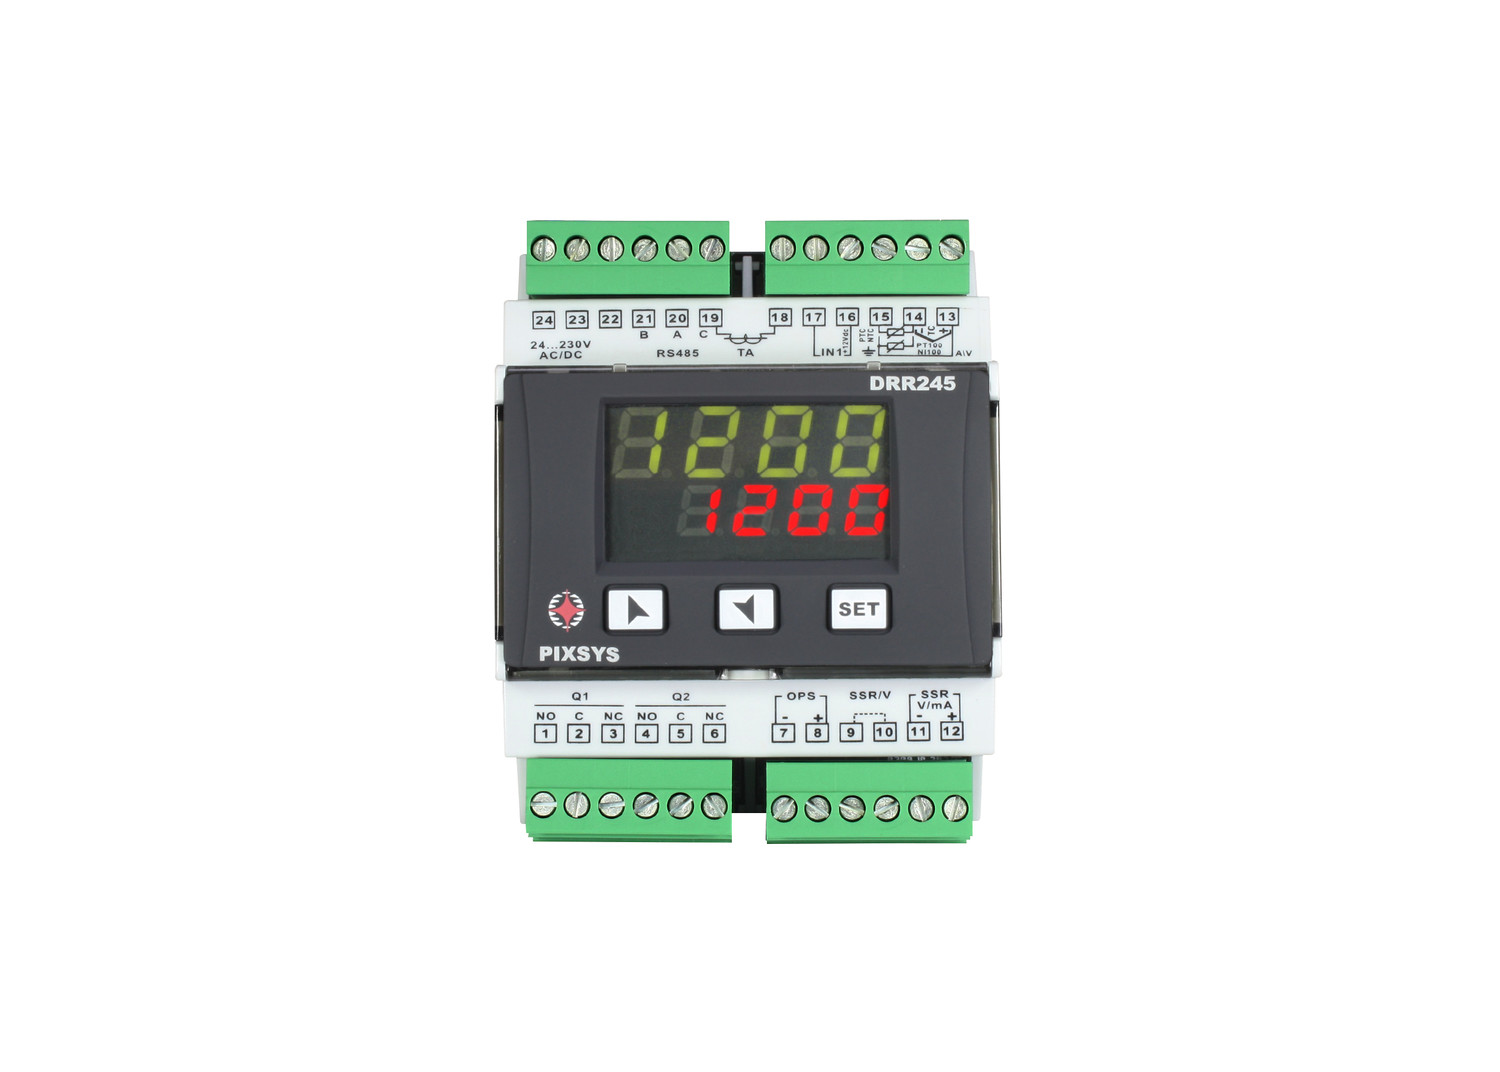 24 23 22 21 20 19 18 17 16 15 14 13
B A C
24...230V
AC/DC
RS485
TA
IN1
+12Vdc
PTC
NTC
TC
- +
PT100
NI100
A\V
DRR245
1200
1200
SET
PIXSYS
Q1 Q2 OPS SSR/V SSR
V/mA
NO C NC NO C NC - + - +
1 2 3 4 5 6 7 8 9 10 11 12